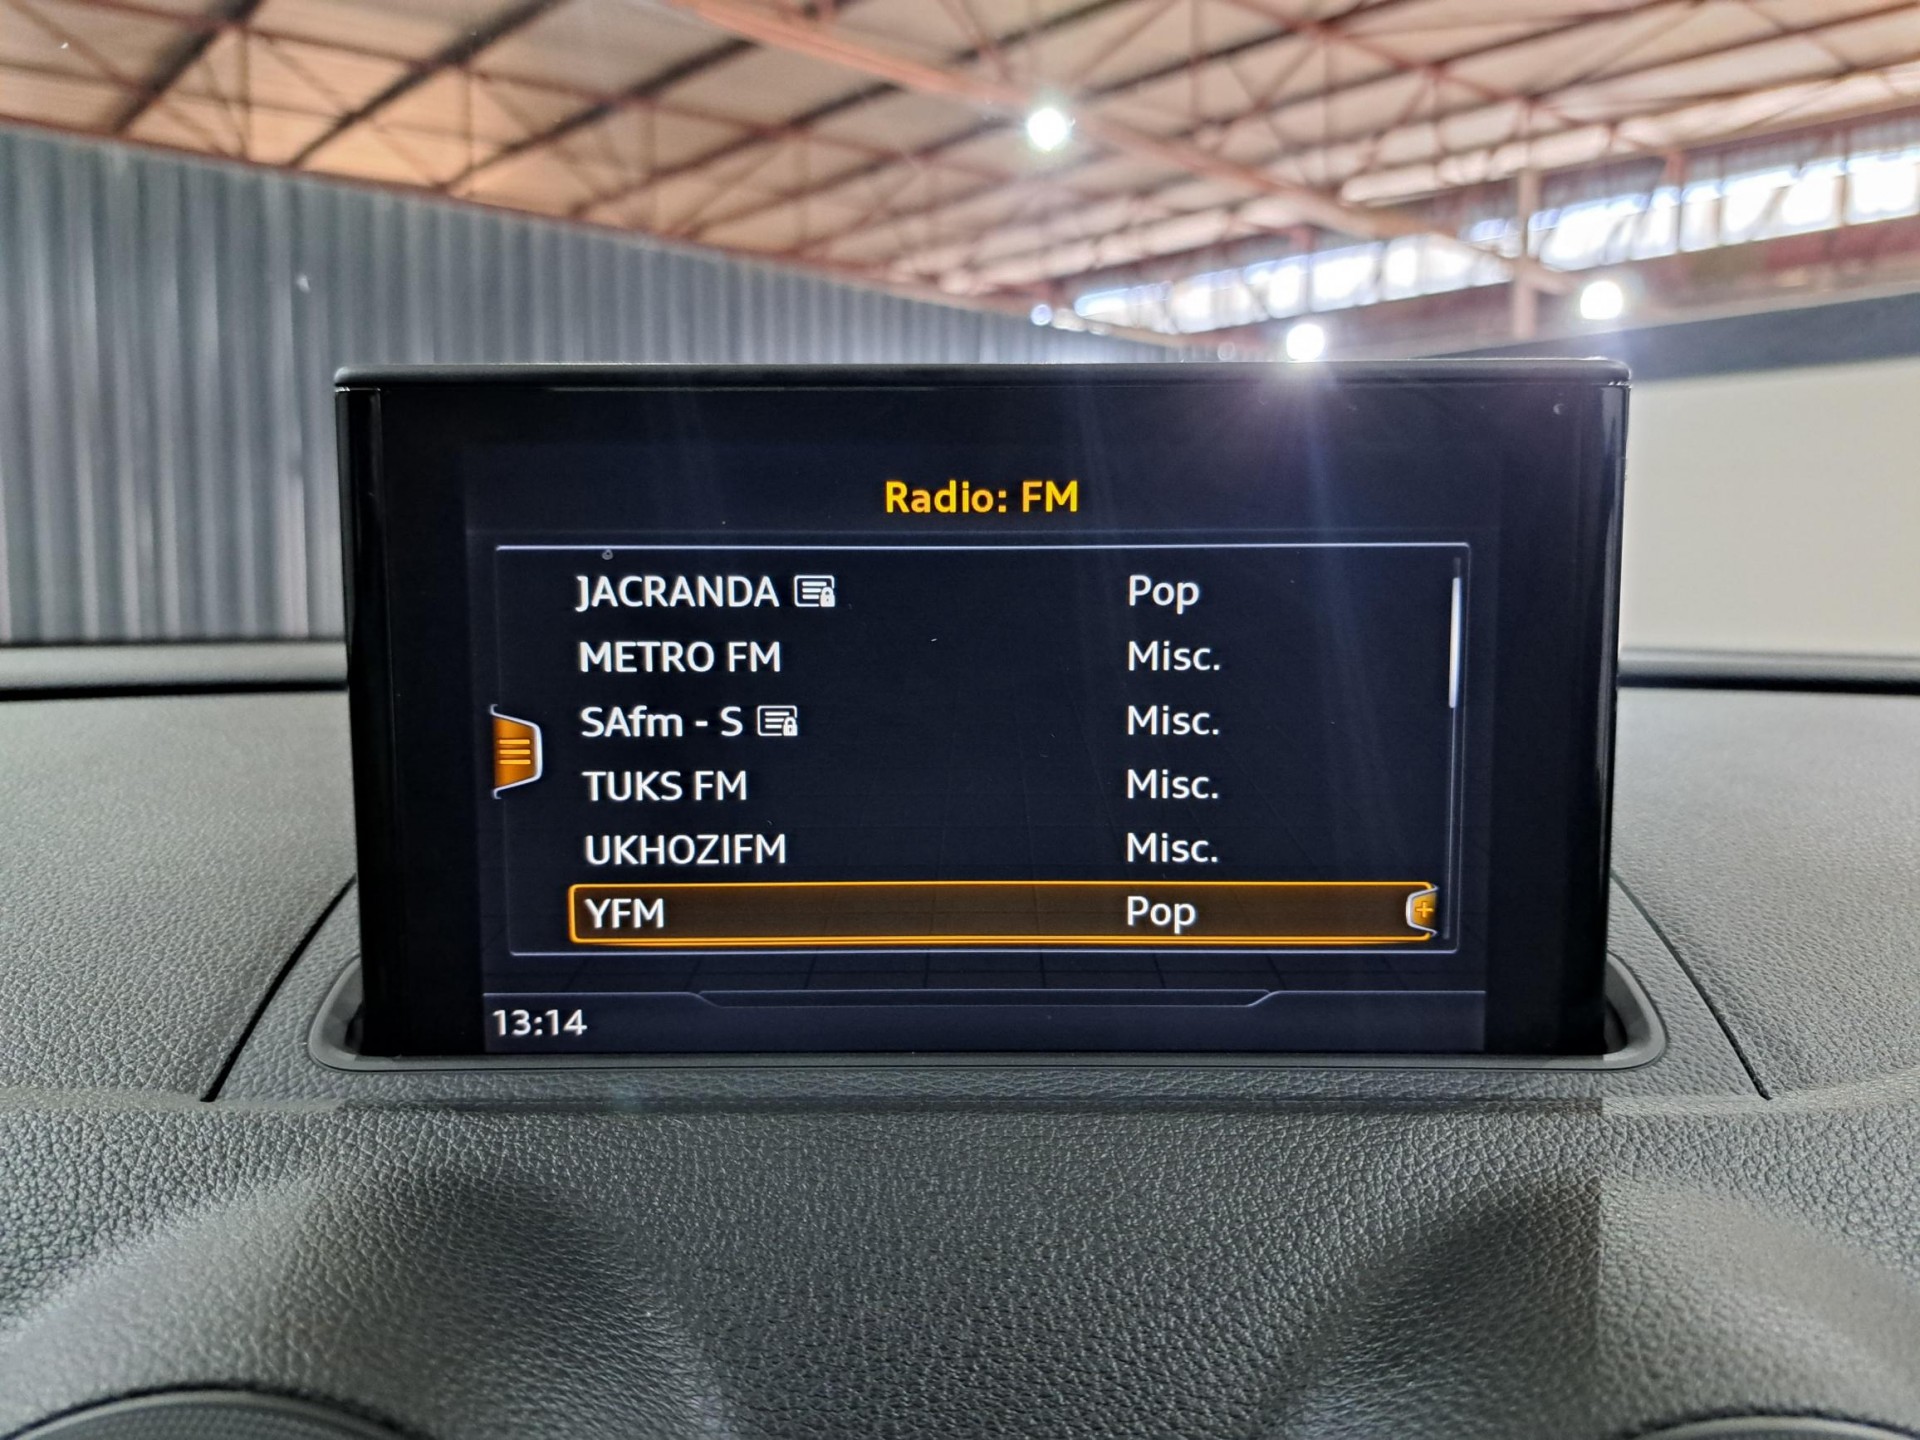 Radio: FM
JACRANDA Pop
METRO FM Misc.
SAfm - S Misc.
TUKS FM Misc.
UKHOZIFM Misc.
YFM Pop
13:14